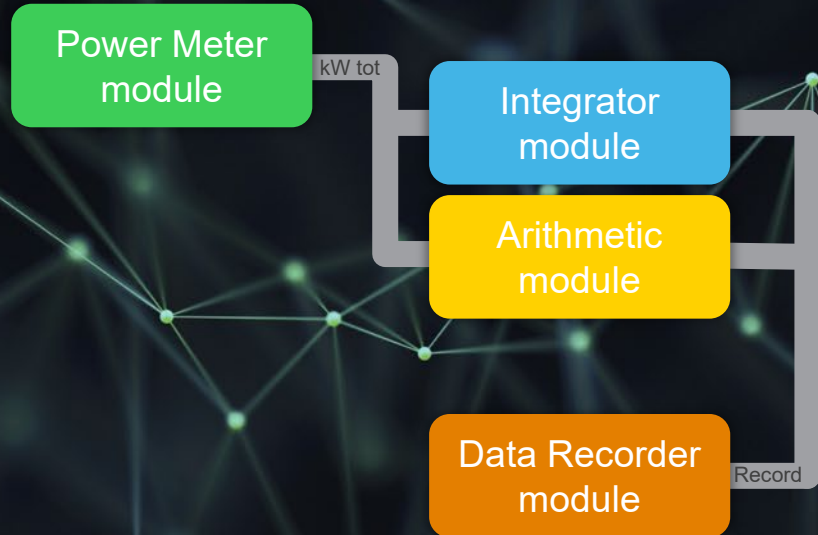 Power Meter
module
kW tot
Integrator
module
Arithmetic
module
Data Recorder
module
Record